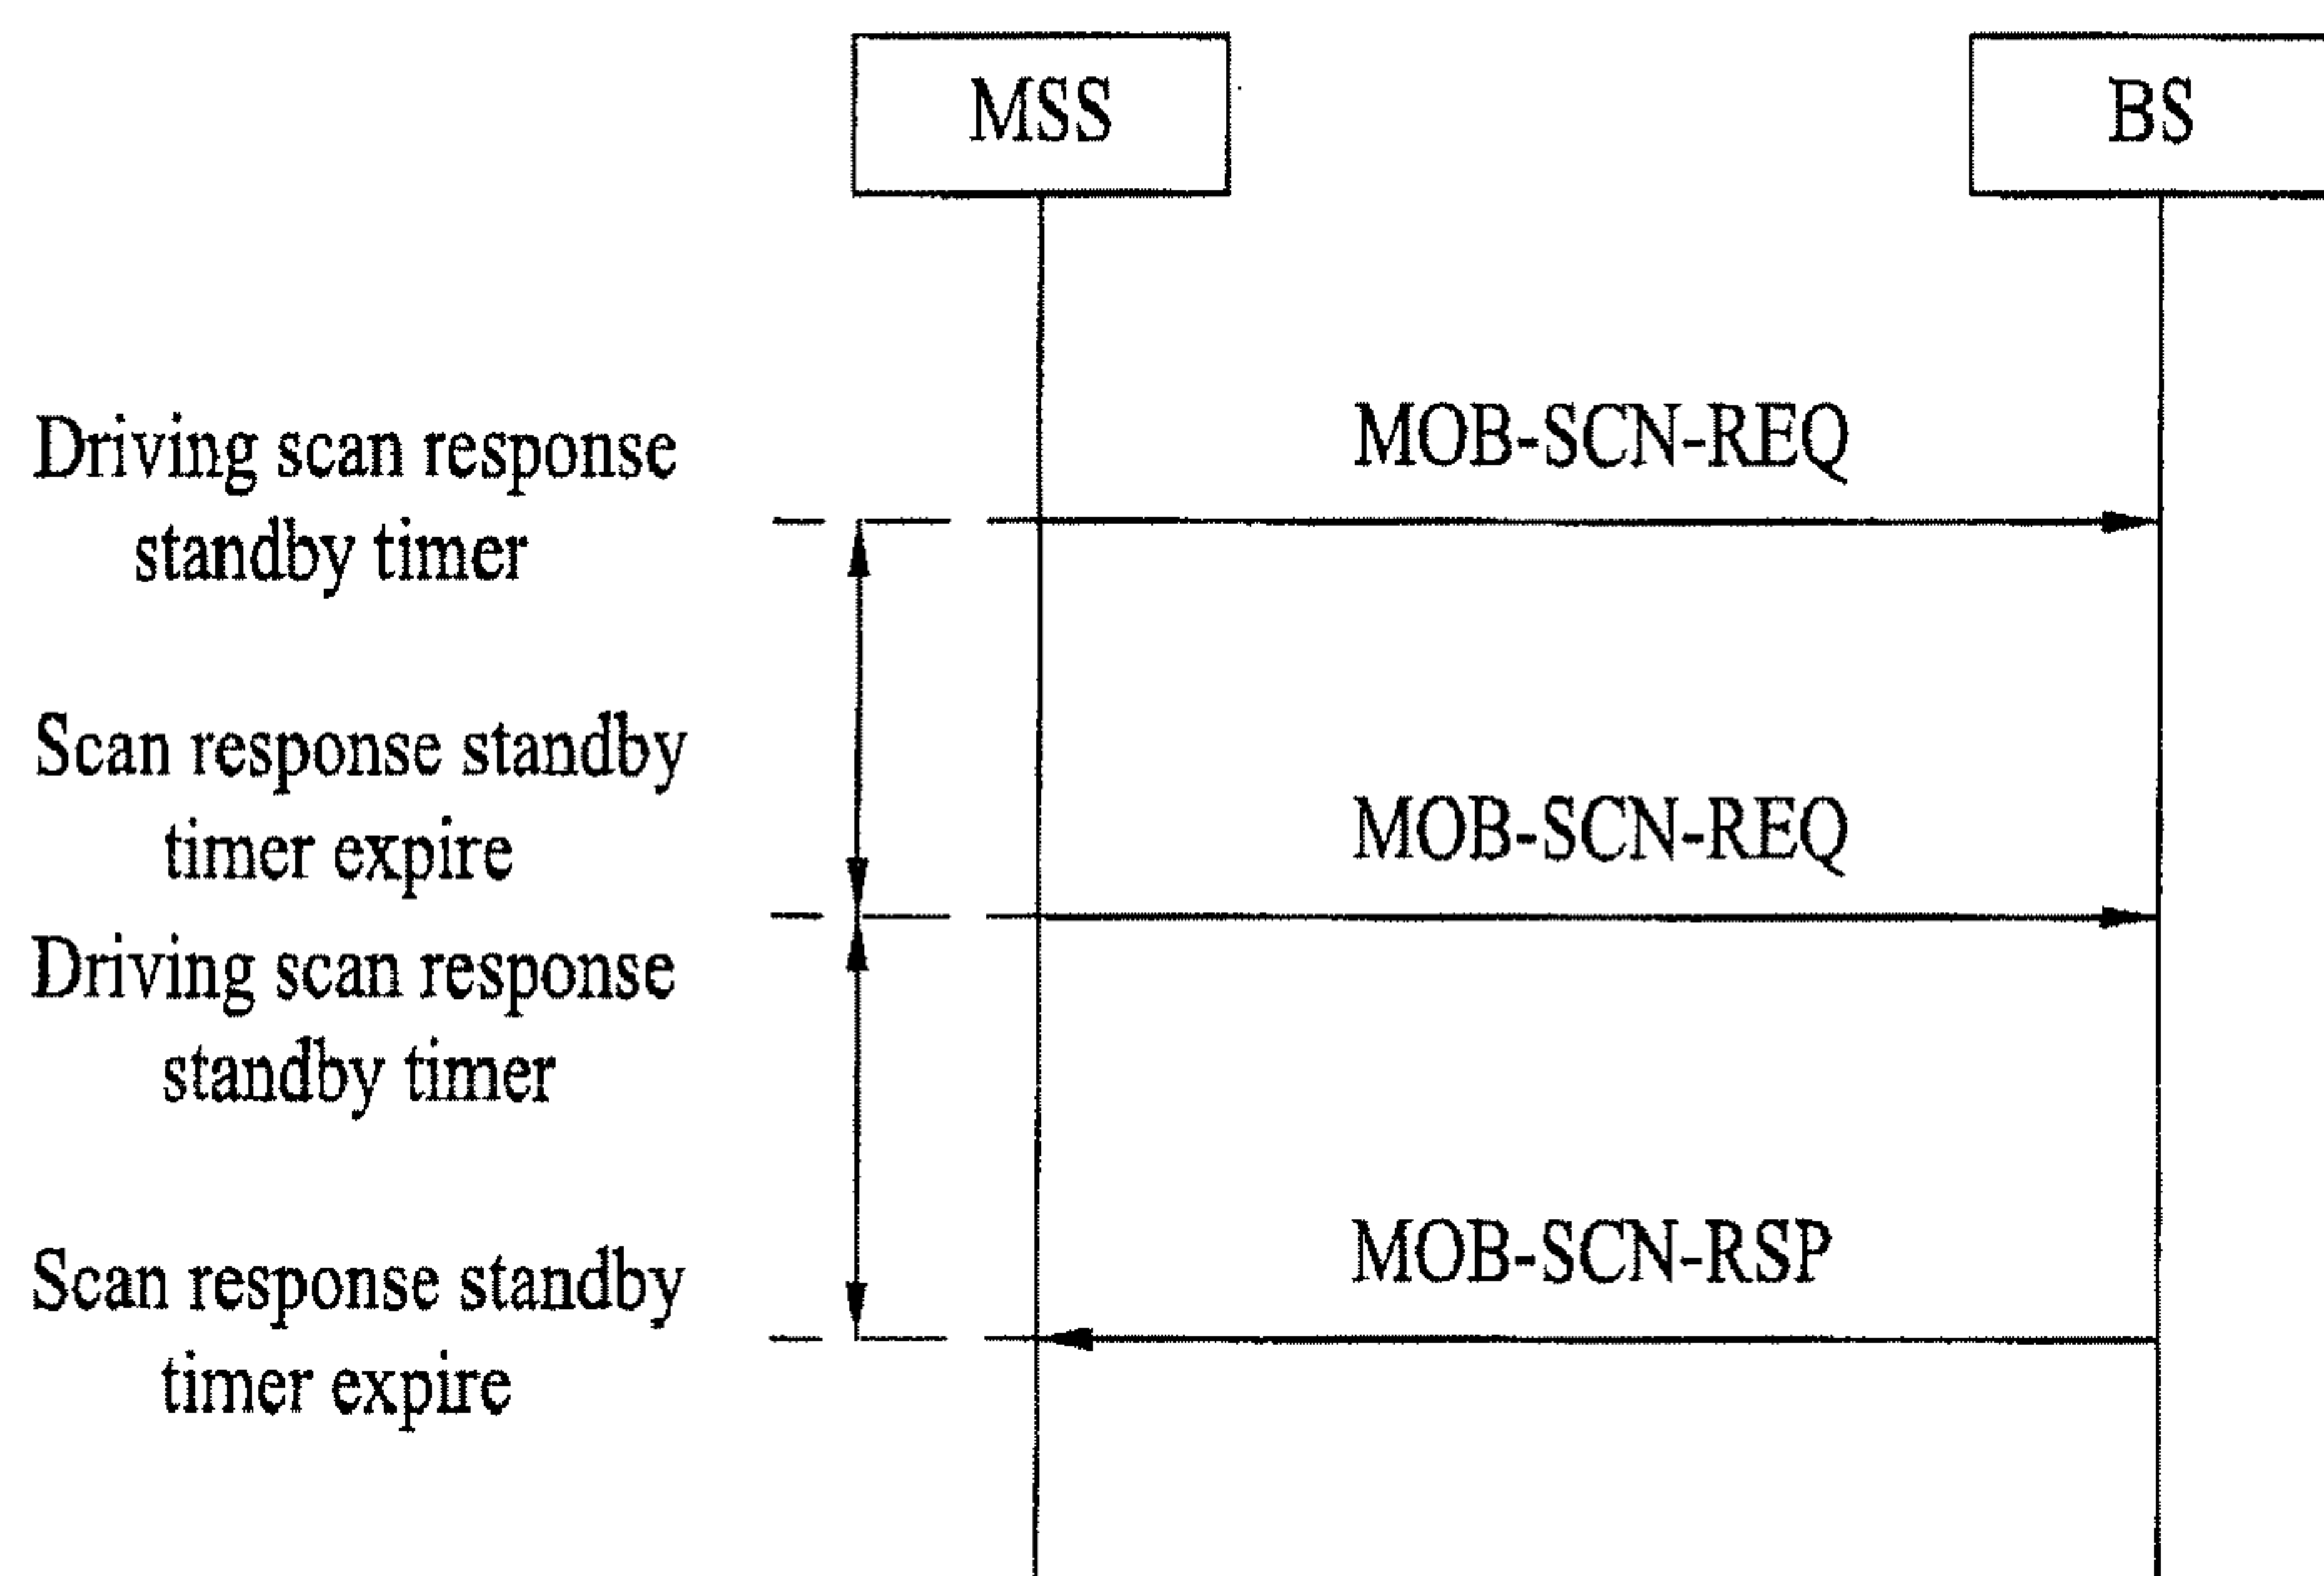 MSS
BS
MOB-SCN-REQ
Driving scan response
standby timer
Scan response standby
timer expire
MOB-SCN-REQ
Driving scan response
standby timer
MOB-SCN-RSP
Scan response standby
timer expire